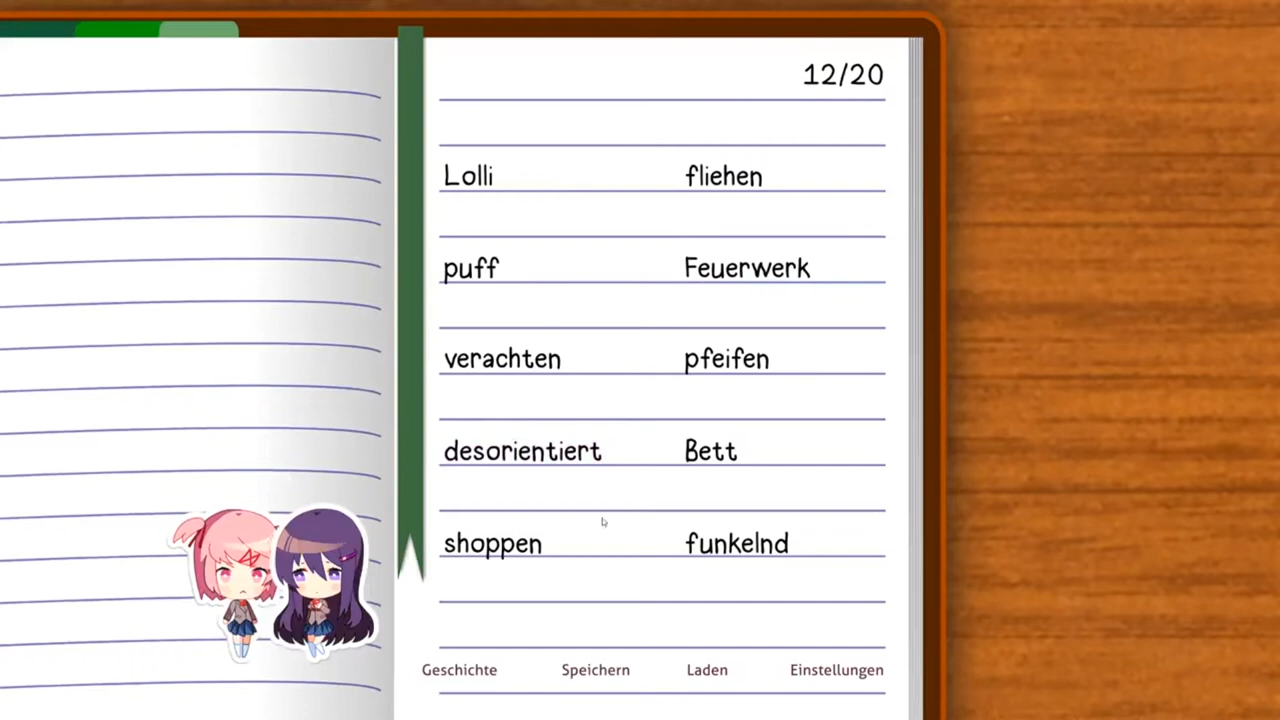 12/20
Lolli fliehen
puff Feuerwerk
verachten pfeifen
desorientiert Bett
shoppen funkelnd
Geschichte Speichern Laden Einstellungen